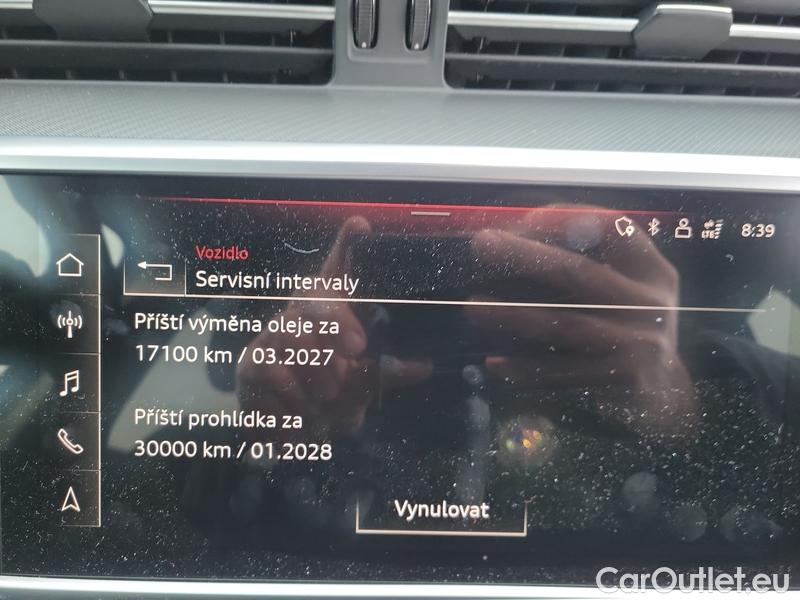 LTE
8:39
Vozidlo
Servisní intervaly
Příští výměna oleje za
17100 km / 03.2027
Příští prohlídka za
30000 km / 01.2028
Vynulovat
CarOutlet.eu